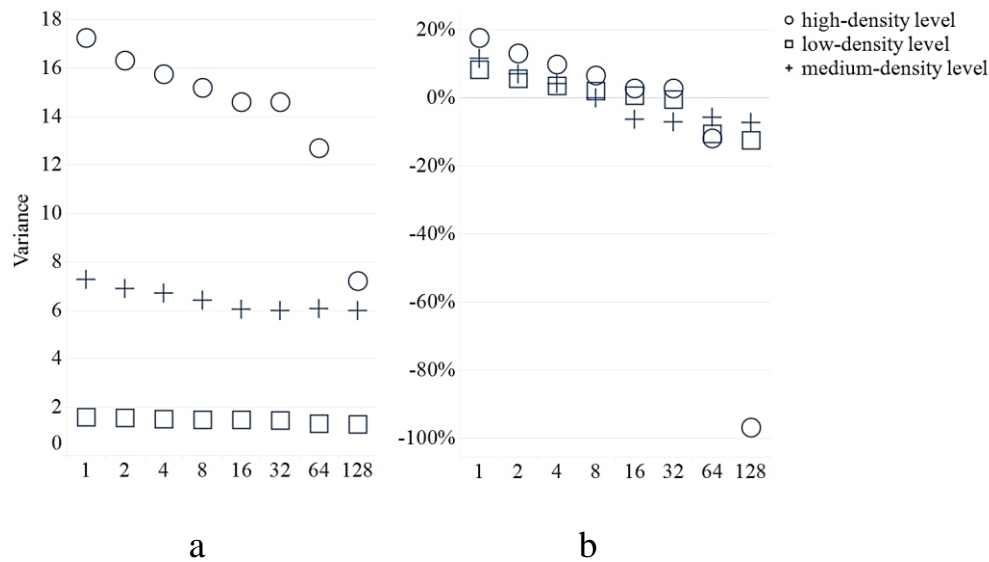 18
16
14
12
10
8
6
4
2
0
Variance
1 2 4 8 16 32 64 128
a
20%
0%
-20%
-40%
-60%
-80%
-100%
1 2 4 8 16 32 64 128
b
high-density level
low-density level
medium-density level